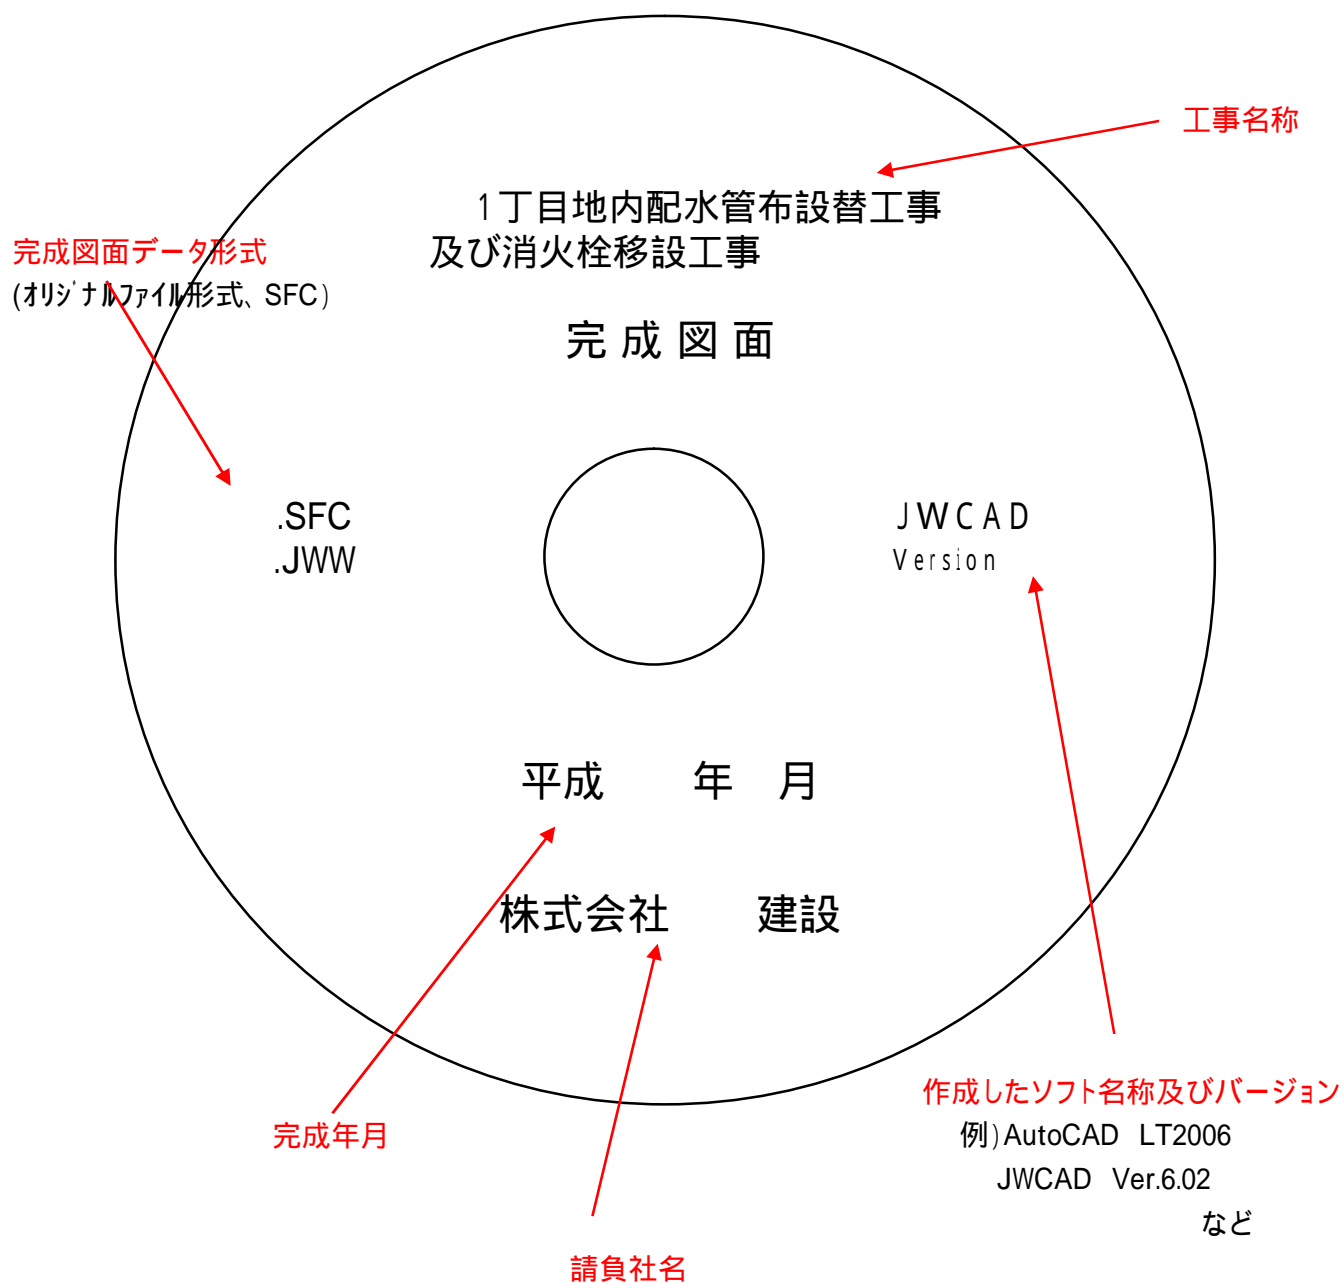 工事名称
1丁目地内配水管布設替工事
及び消火栓移設工事
完成図面データ形式
(ｵﾘｼﾞﾅﾙﾌｧｲﾙ形式、SFC)
完成図面
.SFC
.JWW
JWCAD
Version
平成　　年　月
株式会社　　建設
作成したソフト名称及びバージョン
例)AutoCAD LT2006
JWCAD Ver.6.02
など
完成年月
請負社名